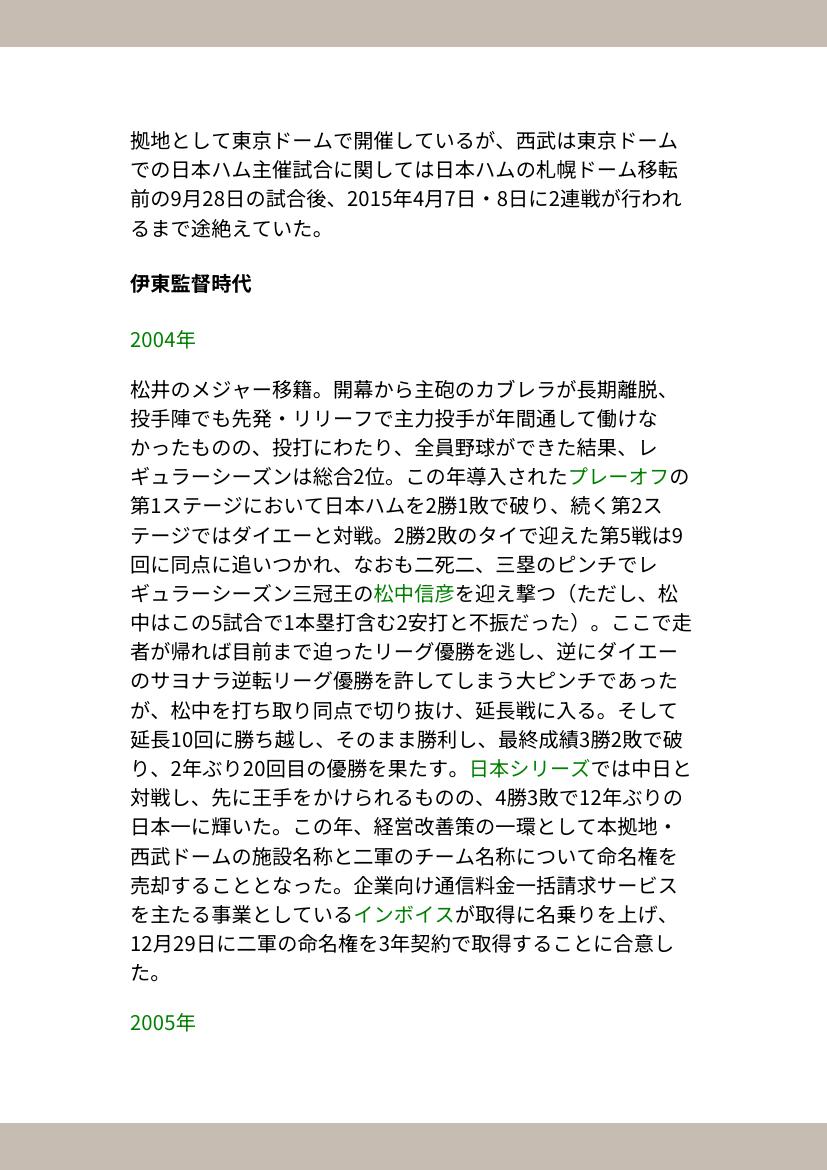 拠地として東京ドームで開催しているが、西武は東京ドーム
での日本ハム主催試合に関しては日本ハムの札幌ドーム移転
前の9月28日の試合後、2015年4月7日・8日に2連戦が行われ
るまで途絶えていた。
伊東監督時代
2004年
松井のメジャー移籍。開幕から主砲のカブレラが長期離脱、
投手陣でも先発・リリーフで主力投手が年間通して働けな
かったものの、投打にわたり、全員野球ができた結果、レ
ギュラーシーズンは総合2位。この年導入されたプレーオフの
第1ステージにおいて日本ハムを2勝1敗で破り、続く第2ス
テージではダイエーと対戦。2勝2敗のタイで迎えた第5戦は9
回に同点に追いつかれ、なおも二死二、三塁のピンチでレ
ギュラーシーズン三冠王の松中信彦を迎え撃つ（ただし、松
中はこの5試合で1本塁打含む2安打と不振だった）。ここで走
者が帰れば目前まで迫ったリーグ優勝を逃し、逆にダイエー
のサヨナラ逆転リーグ優勝を許してしまう大ピンチであった
が、松中を打ち取り同点で切り抜け、延長戦に入る。そして
延長10回に勝ち越し、そのまま勝利し、最終成績3勝2敗で破
り、2年ぶり20回目の優勝を果たす。日本シリーズでは中日と
対戦し、先に王手をかけられるものの、4勝3敗で12年ぶりの
日本一に輝いた。この年、経営改善策の一環として本拠地・
西武ドームの施設名称と二軍のチーム名称について命名権を
売却することとなった。企業向け通信料金一括請求サービス
を主たる事業としているインボイスが取得に名乗りを上げ、
12月29日に二軍の命名権を3年契約で取得することに合意し
た。
2005年